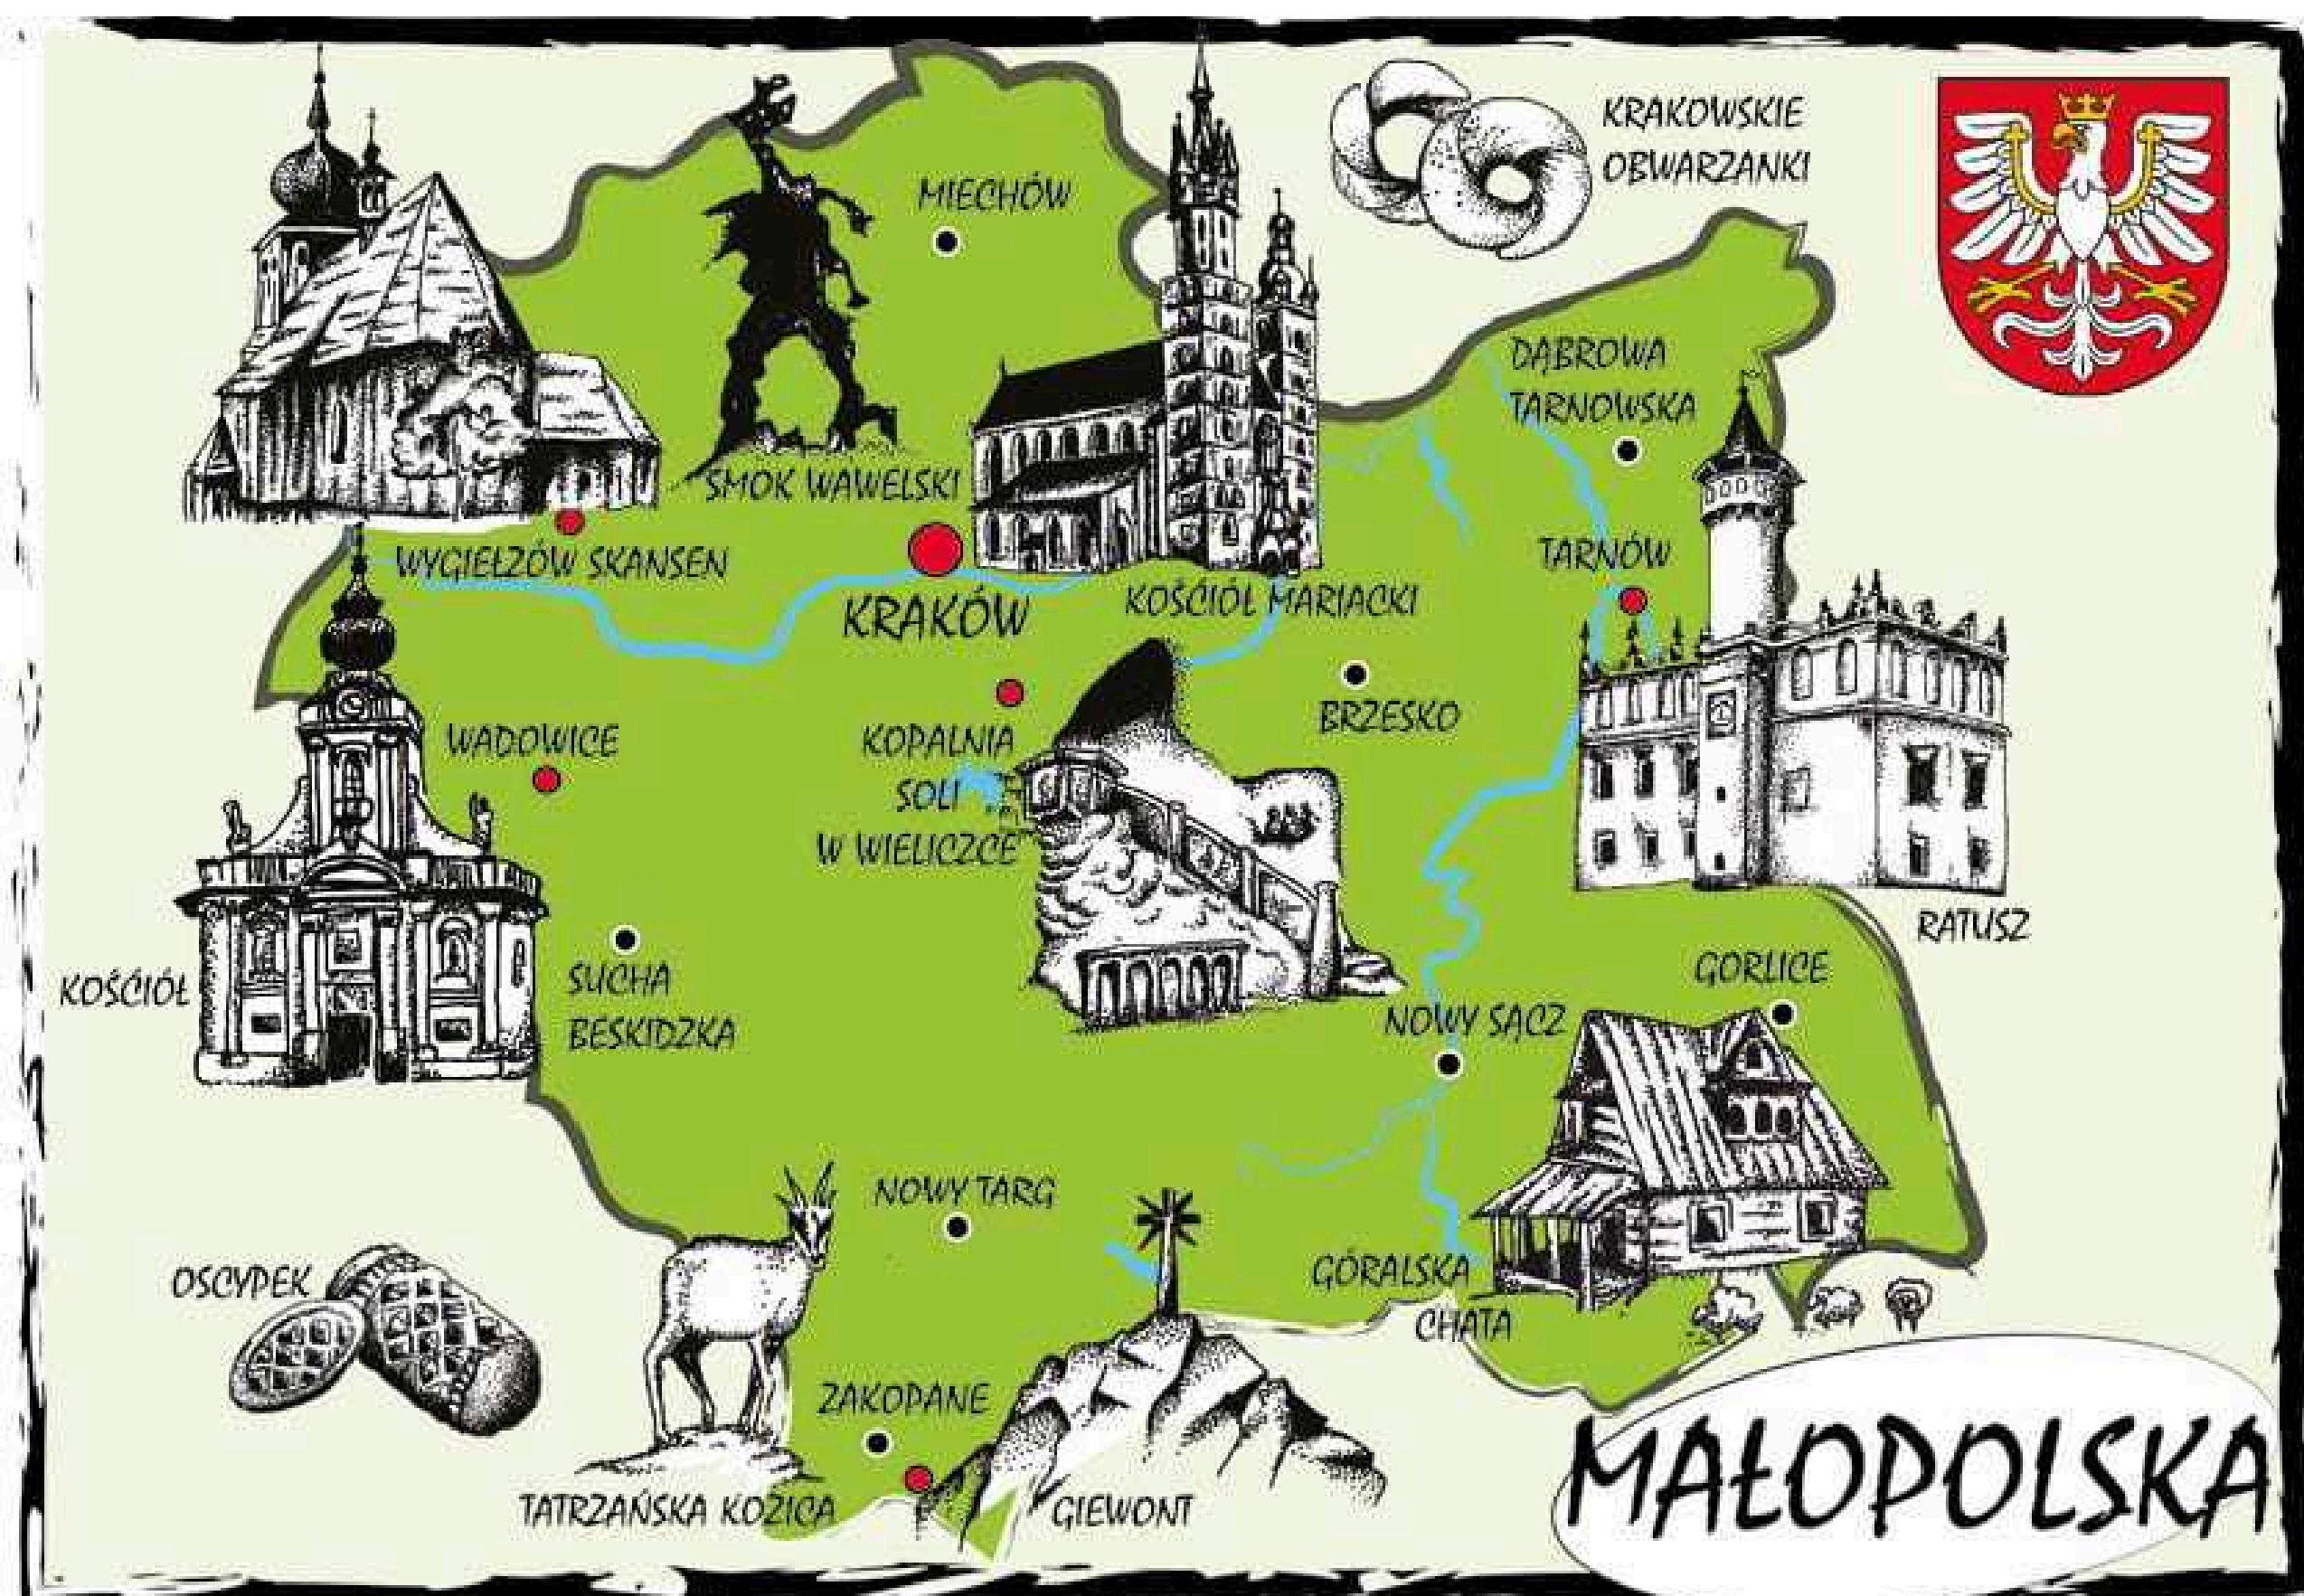 KRAKOWSKIE
OBWARZANKI
MIECHÓW
DĄBROWA
TARNOWSKA
SMOK WAWELSKI
WYGIEŁZÓW SKANSEN
TARNÓW
KRAKÓW
KOŚCIÓŁ MARIACKI
BRZESKO
WADOWICE
KOPALNIA
SOLI
W WIELICZCE
RATUSZ
KOŚCIÓŁ
SUCHA
BESKIDZKA
GORLICE
NOWY SĄCZ
NOWY TARG
OSCYPEK
GÓRALSKA
CHATA
ZAKOPANE
TATRZAŃSKA KOZICA
GIEWONT
MAŁOPOLSKA